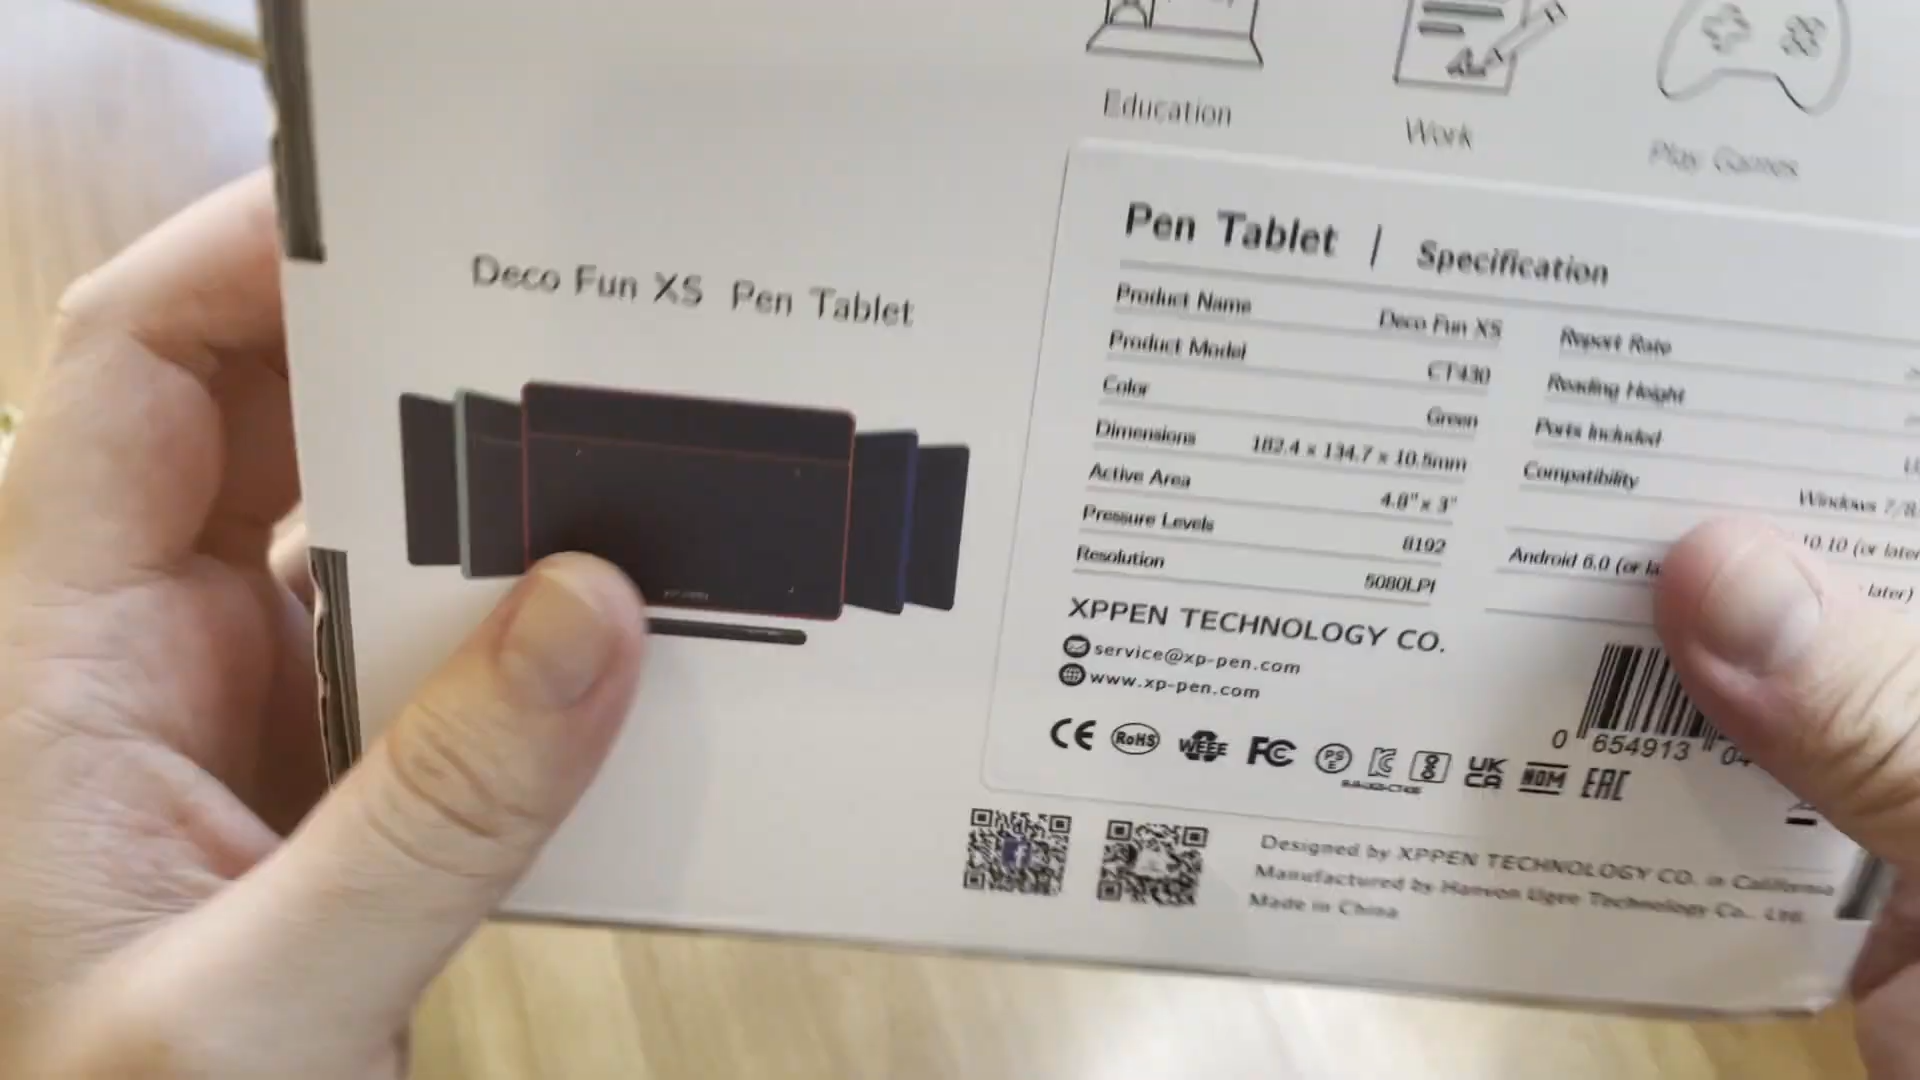 Education
Work
Play Games
Deco Fun XS Pen Tablet
Pen Tablet | Specification
Product Name Deco Fun XS
Product Model CT430
Color Green
Dimensions 182.4 x 134.7 x 10.5mm
Active Area 4.8" x 3"
Pressure Levels 8192
Resolution 5080LPI
Report Rate
Reading Height
Ports Included
Compatibility Windows 7/8
10.10 (or later
Android 6.0 (or
later)
XPPEN TECHNOLOGY CO.
service@xp-pen.com
www.xp-pen.com
0 654913 04
CE RoHS WEEE FC PSE UKCA NOM EAC
Designed by XPPEN TECHNOLOGY CO. in California
Manufactured by Hanvon Ugee Technology Co., Ltd.
Made in China